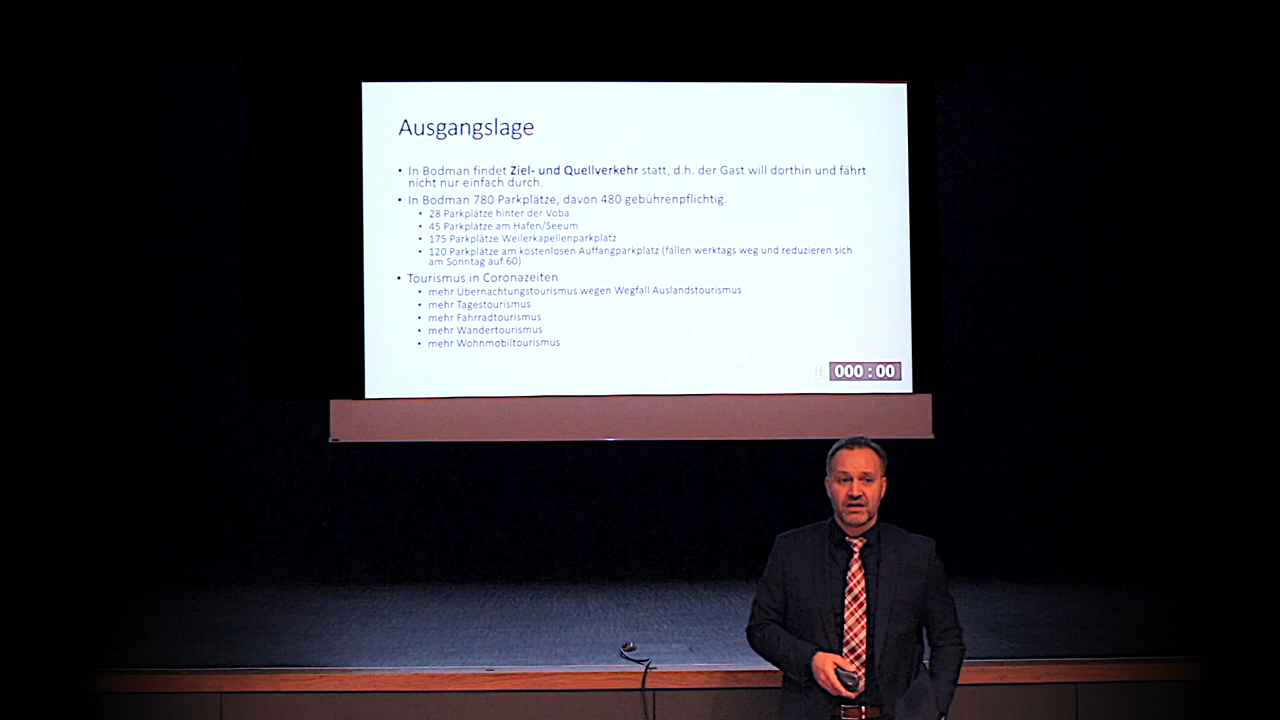 Ausgangslage
• In Bodman findet Ziel- und Quellverkehr statt, d.h. der Gast will dorthin und fährt
nicht nur einfach durch.
• In Bodman 780 Parkplätze, davon 480 gebührenpflichtig.
• 28 Parkplätze hinter der Voba
• 45 Parkplätze am Hafen/Seeum
• 175 Parkplätze Weilerkapellenparkplatz
• 120 Parkplätze am kostenlosen Auffangparkplatz (fallen werktags weg und reduzieren sich
am Sonntag auf 60)
• Tourismus in Coronazeiten
• mehr Übernachtungstourismus wegen Wegfall Auslandstourismus
• mehr Tagestourismus
• mehr Fahrradtourismus
• mehr Wandertourismus
• mehr Wohnmobiltourismus
000 : 00